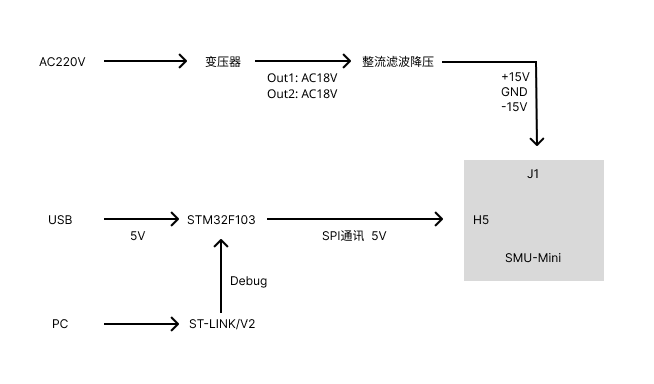 AC220V
变压器
整流滤波降压
Out1: AC18V
Out2: AC18V
+15V
GND
-15V
J1
USB
STM32F103
H5
5V
SPI通讯 5V
SMU-Mini
Debug
PC
ST-LINK/V2